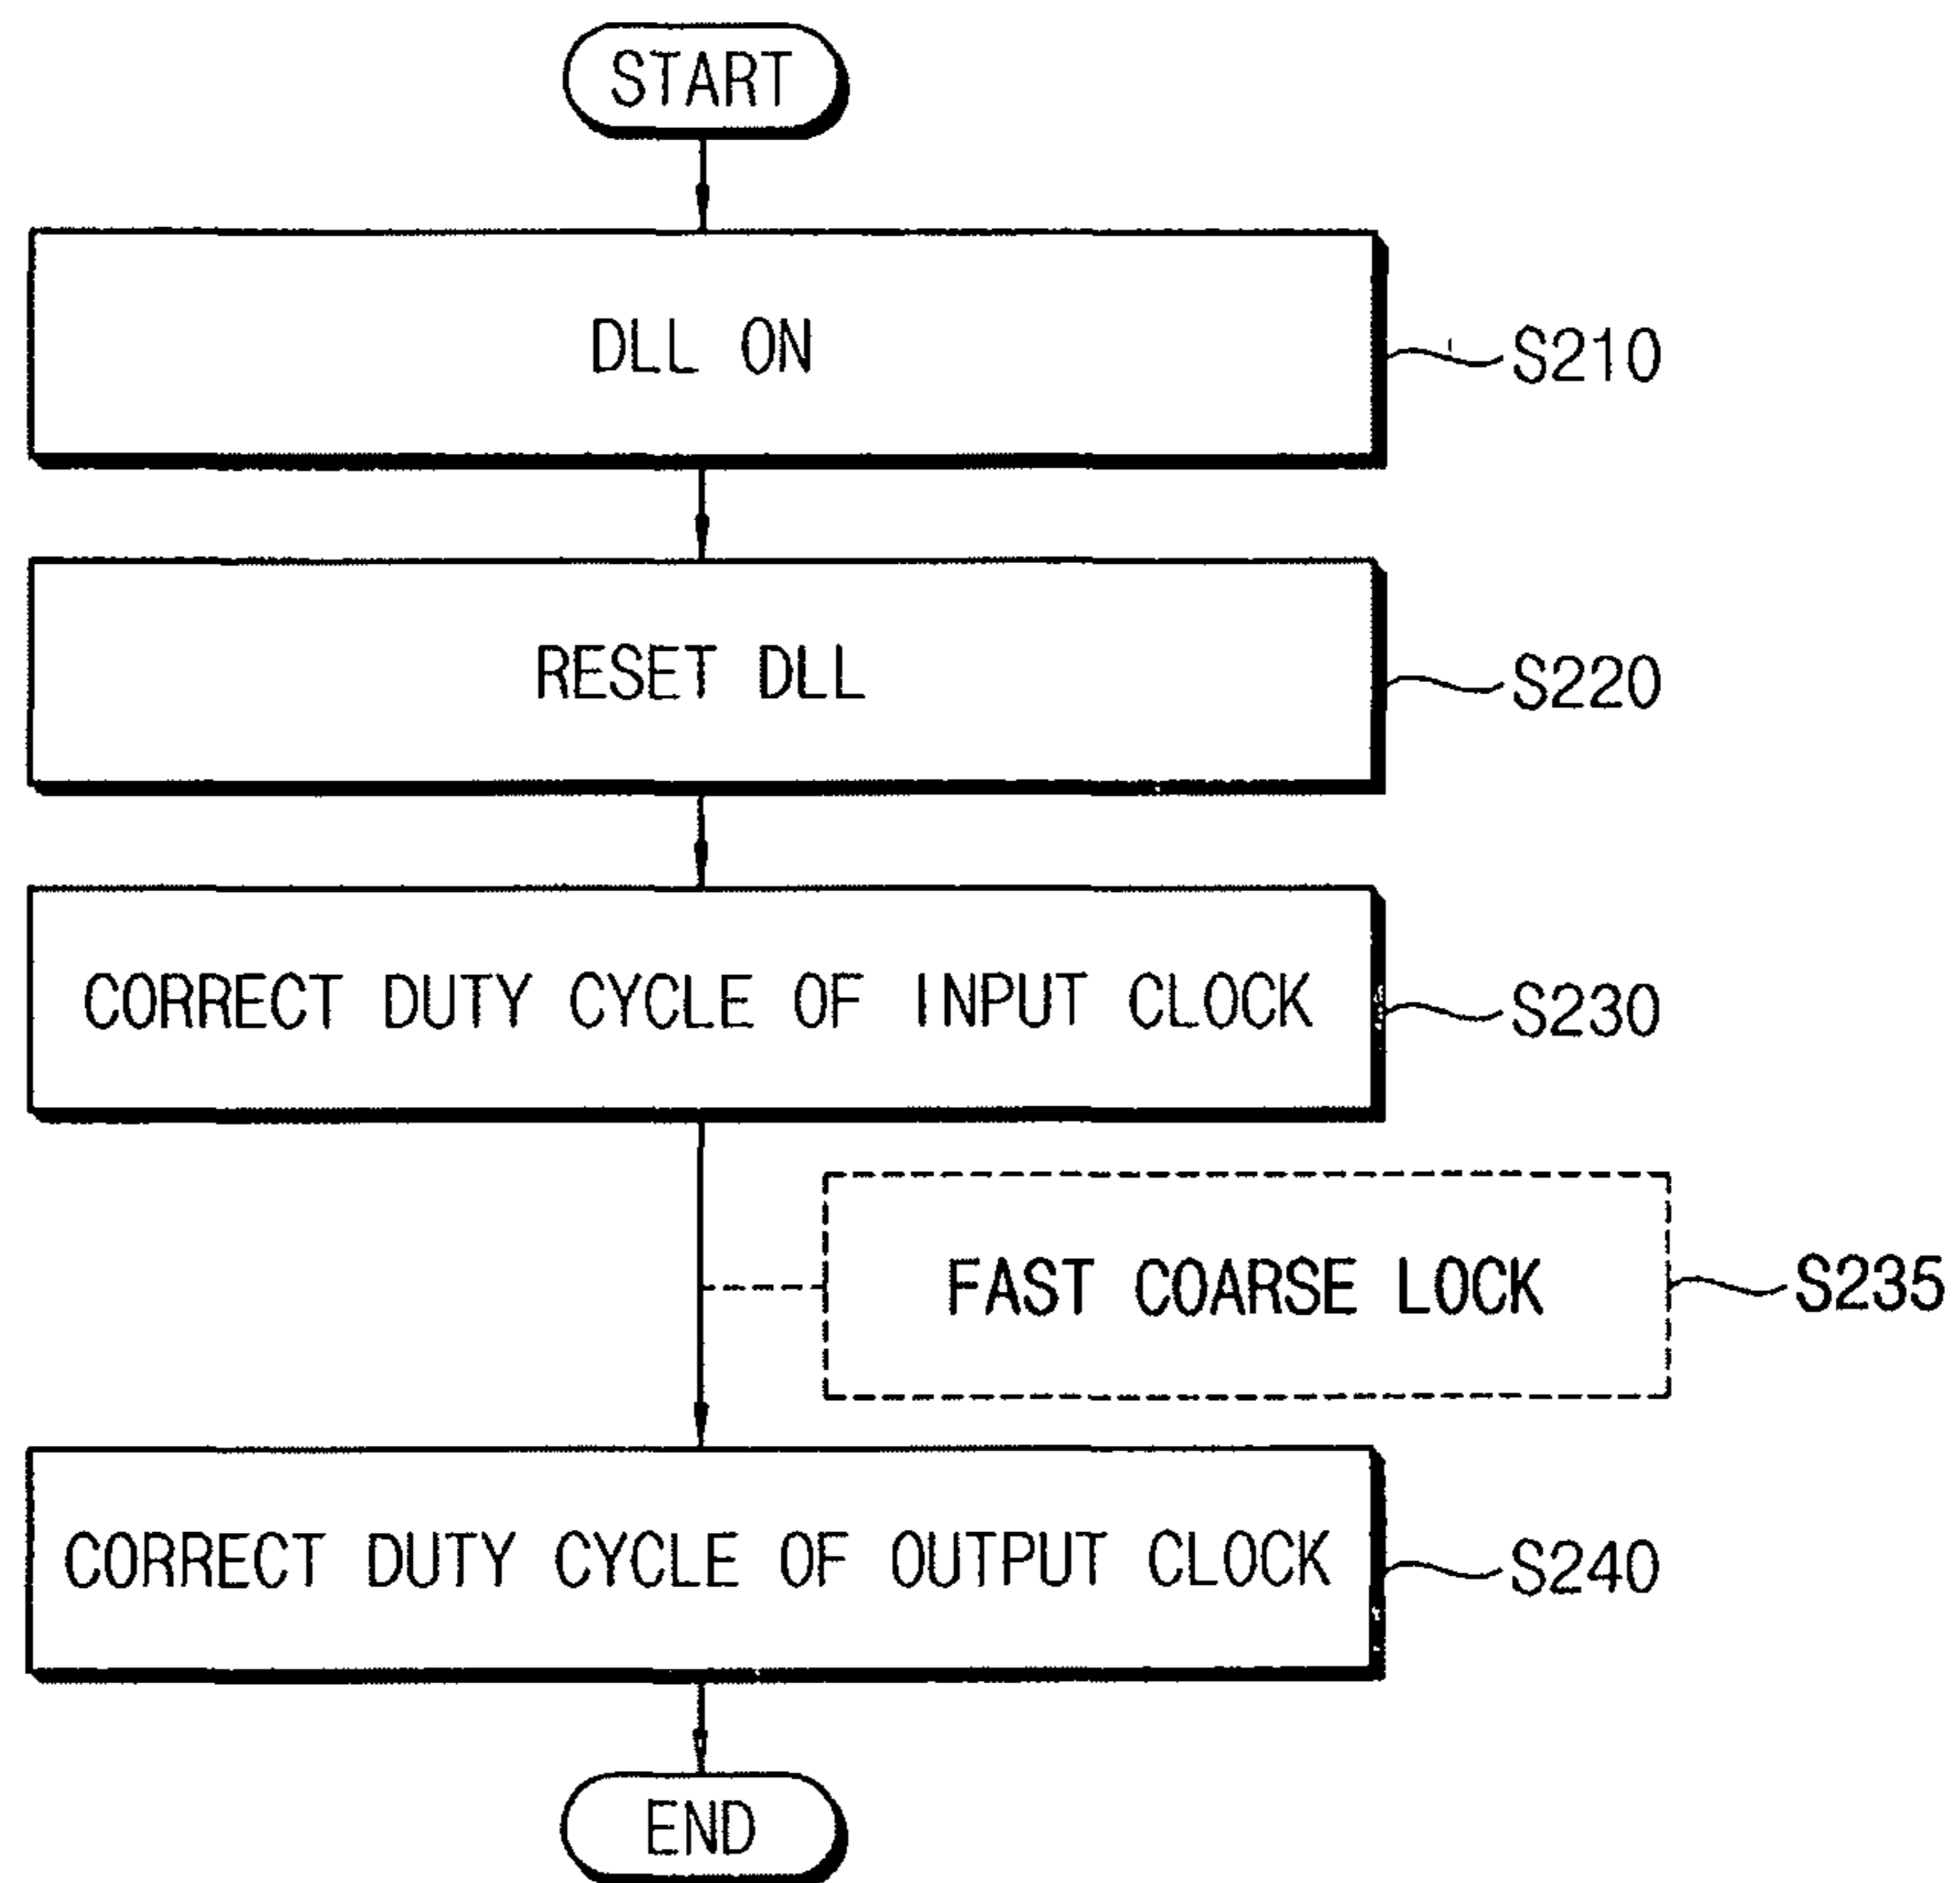 START
DLL ON
S210
RESET DLL
S220
CORRECT DUTY CYCLE OF INPUT CLOCK
S230
FAST COARSE LOCK
S235
CORRECT DUTY CYCLE OF OUTPUT CLOCK
S240
END